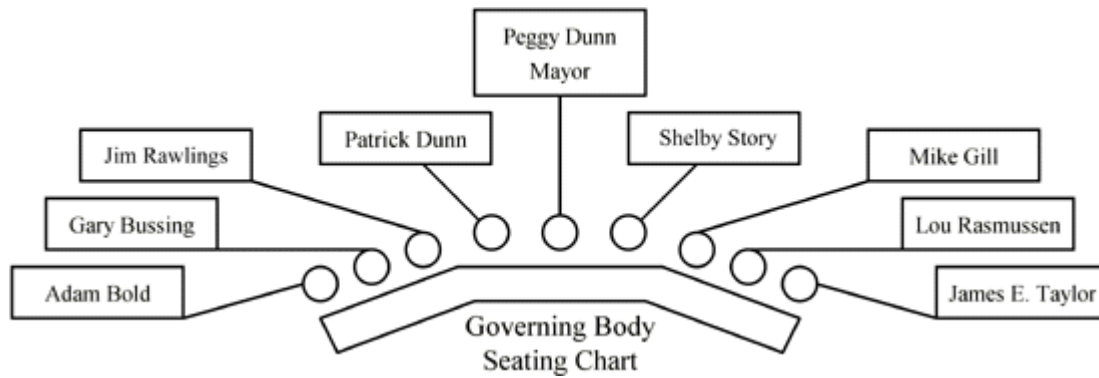 Peggy Dunn
Mayor
Patrick Dunn
Shelby Story
Jim Rawlings
Mike Gill
Gary Bussing
Lou Rasmussen
Adam Bold
James E. Taylor
Governing Body
Seating Chart